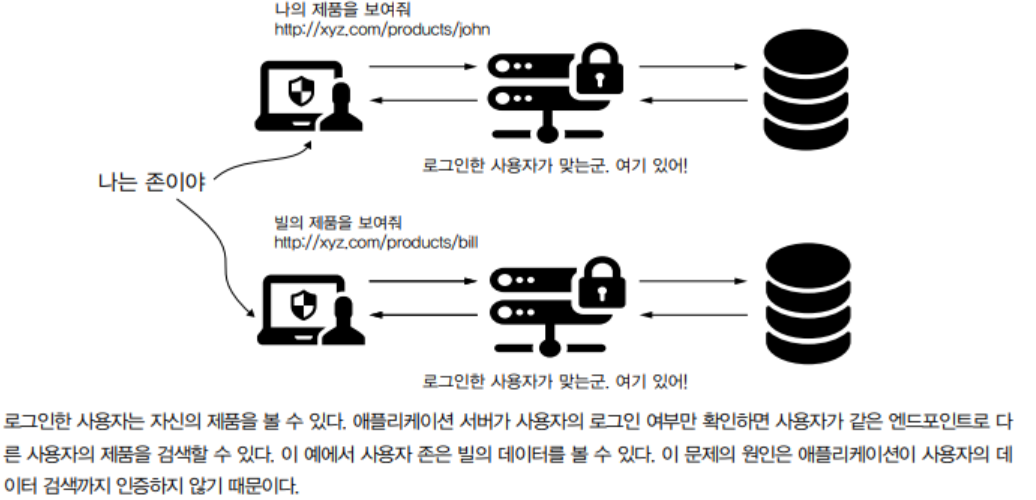 나의 제품을 보여줘
http://xyz.com/products/john
로그인한 사용자가 맞는군. 여기 있어!
나는 존이야
빌의 제품을 보여줘
http://xyz.com/products/bill
로그인한 사용자가 맞는군. 여기 있어!
로그인한 사용자는 자신의 제품을 볼 수 있다. 애플리케이션 서버가 사용자의 로그인 여부만 확인하면 사용자가 같은 엔드포인트로 다
른 사용자의 제품을 검색할 수 있다. 이 예에서 사용자 존은 빌의 데이터를 볼 수 있다. 이 문제의 원인은 애플리케이션이 사용자의 데
이터 검색까지 인증하지 않기 때문이다.